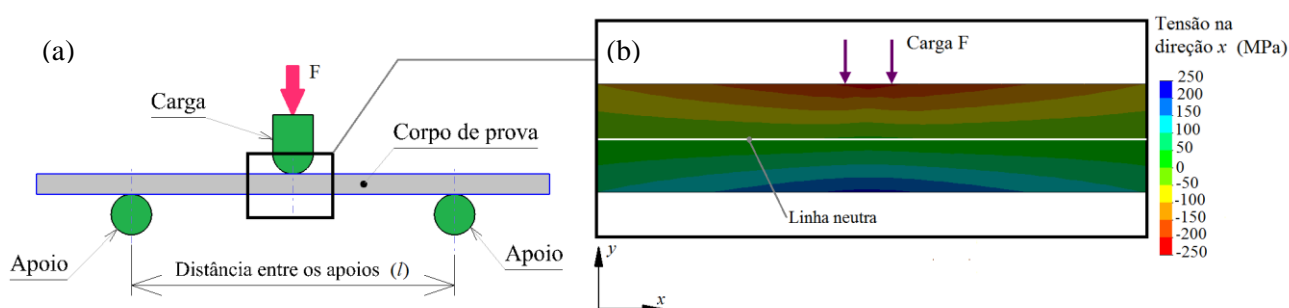 (a)
F
Carga
Corpo de prova
Apoio
Apoio
Distância entre os apoios (l)
(b)
Carga F
Linha neutra
y
x
Tensão na
direção x (MPa)
250
200
150
100
50
0
-50
-100
-150
-200
-250